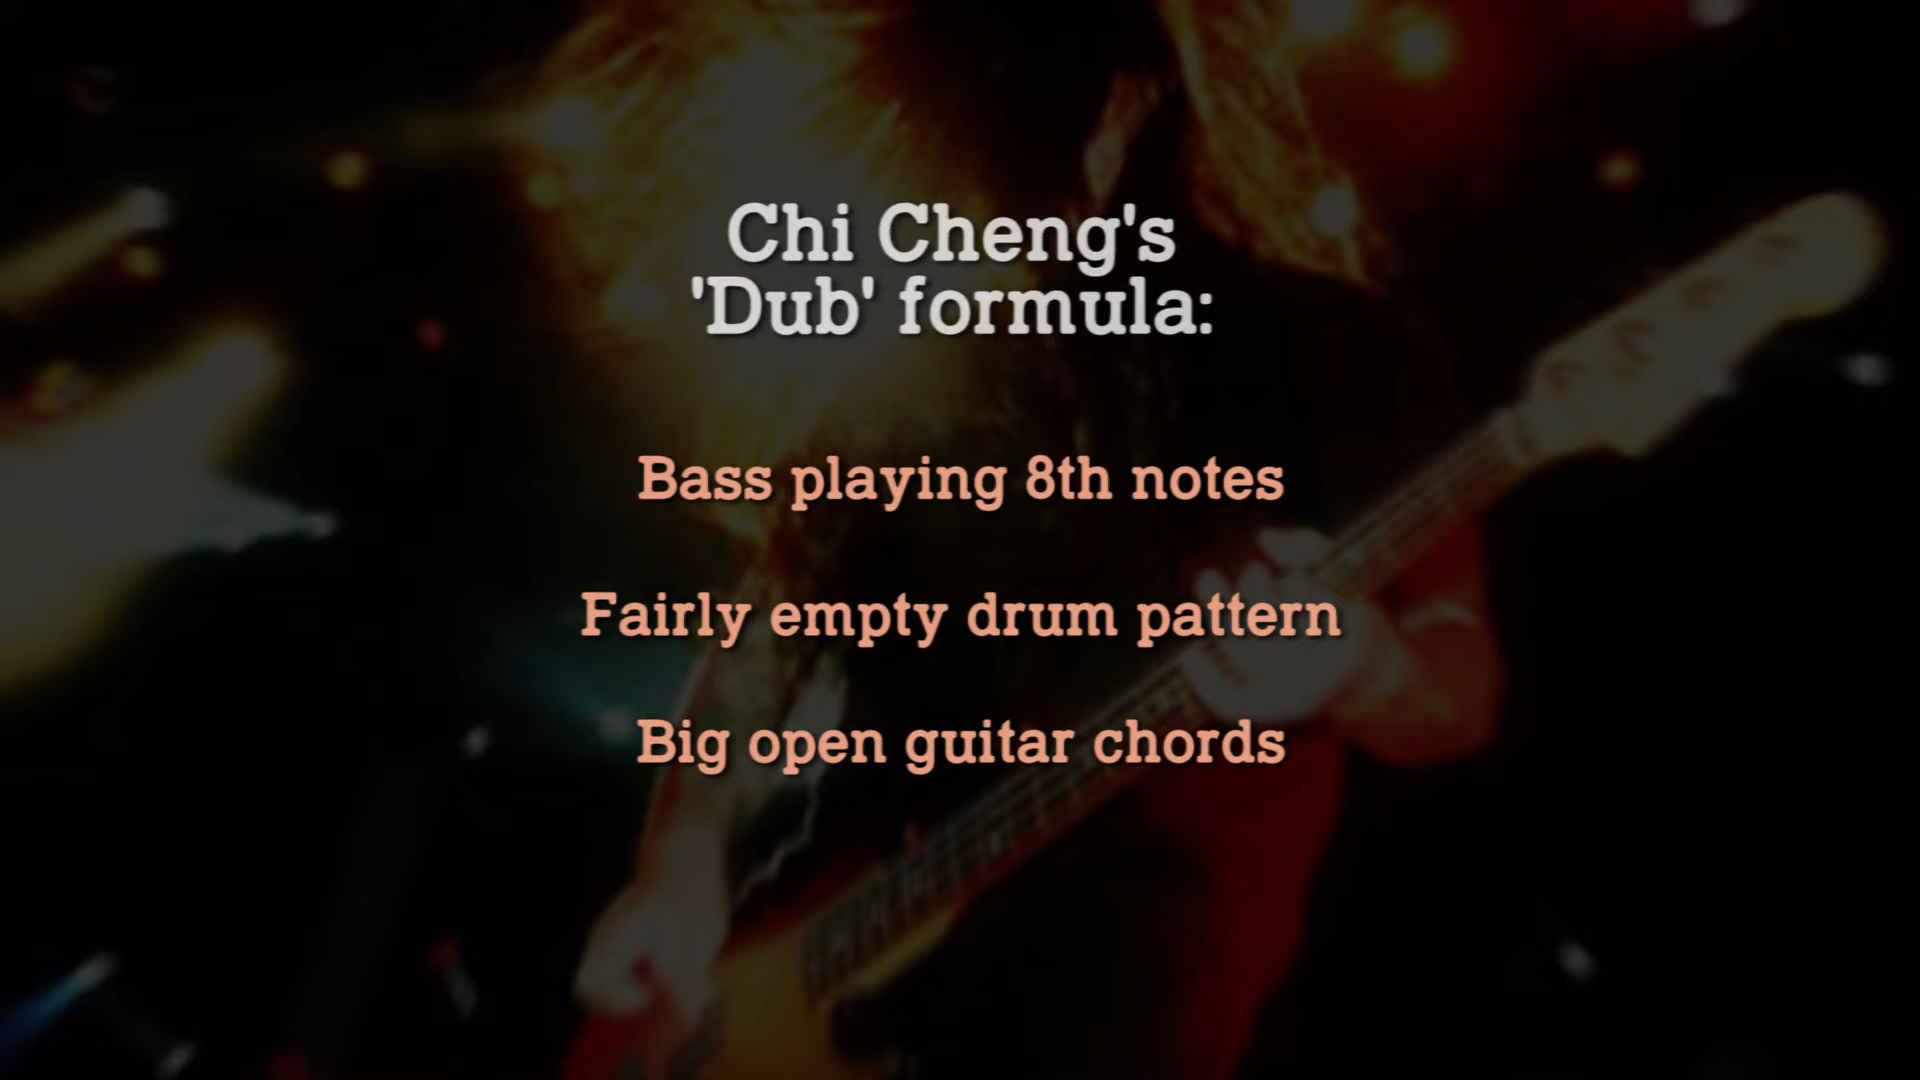 Chi Cheng's
'Dub' formula:
Bass playing 8th notes
Fairly empty drum pattern
Big open guitar chords